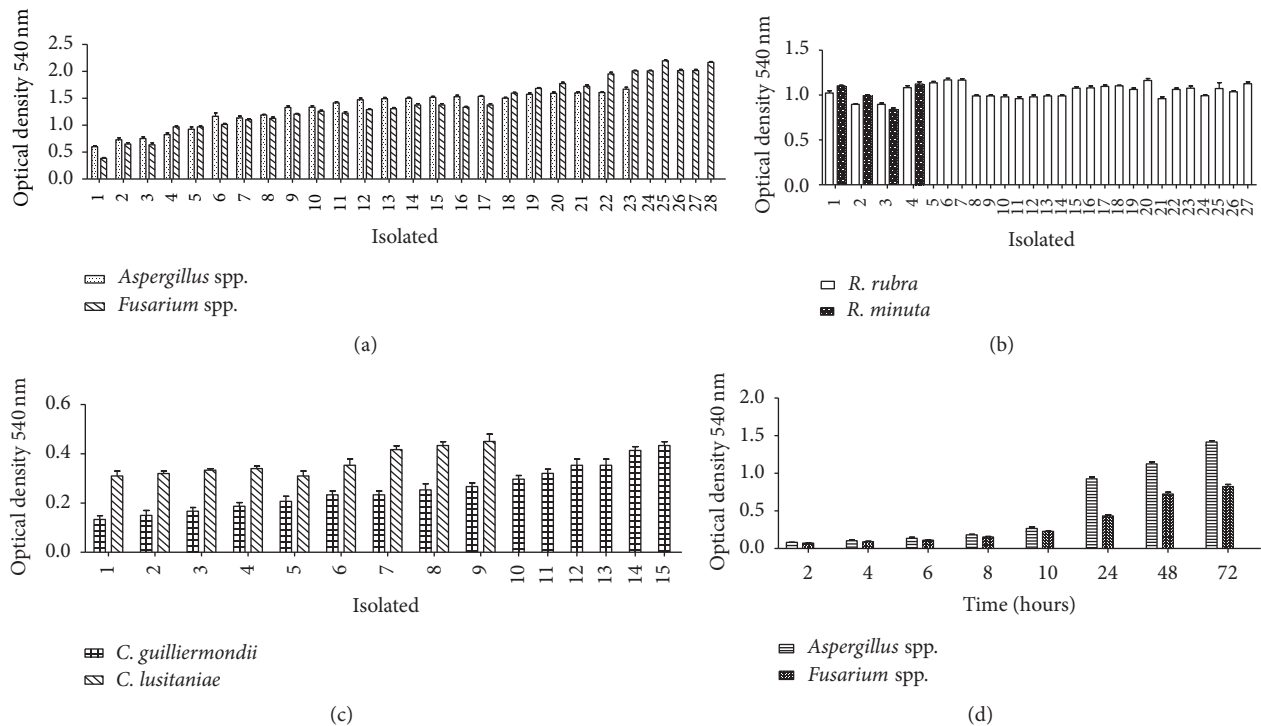 Optical density 540 nm
2.5
2.0
1.5
1.0
0.5
0.0
1 2 3 4 5 6 7 8 9 10 11 12 13 14 15 16 17 18 19 20 21 22 23 24 25 26 27 28
Isolated
Aspergillus spp.
Fusarium spp.
(a)
Optical density 540 nm
1.5
1.0
0.5
0.0
1 2 3 4 5 6 7 8 9 10 11 12 13 14 15 16 17 18 19 20 21 22 23 24 25 26 27
Isolated
R. rubra
R. minuta
(b)
Optical density 540 nm
0.6
0.4
0.2
0.0
1 2 3 4 5 6 7 8 9 10 11 12 13 14 15
Isolated
C. guilliermondii
C. lusitaniae
(c)
Optical density 540 nm
2.0
1.5
1.0
0.5
0.0
2 4 6 8 10 24 48 72
Time (hours)
Aspergillus spp.
Fusarium spp.
(d)